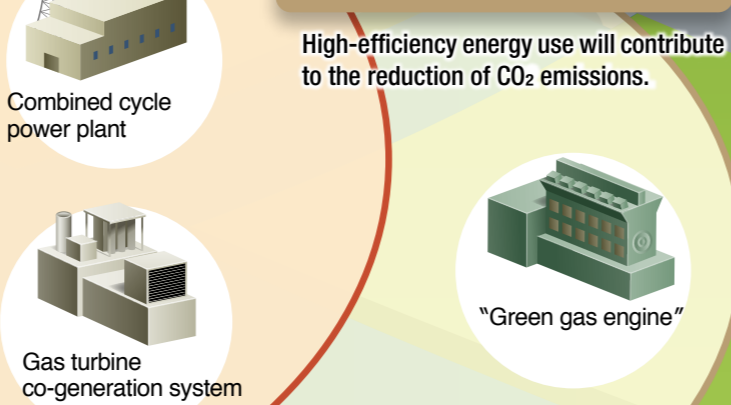 High-efficiency energy use will contribute
to the reduction of CO₂ emissions.
Combined cycle
power plant
"Green gas engine"
Gas turbine
co-generation system